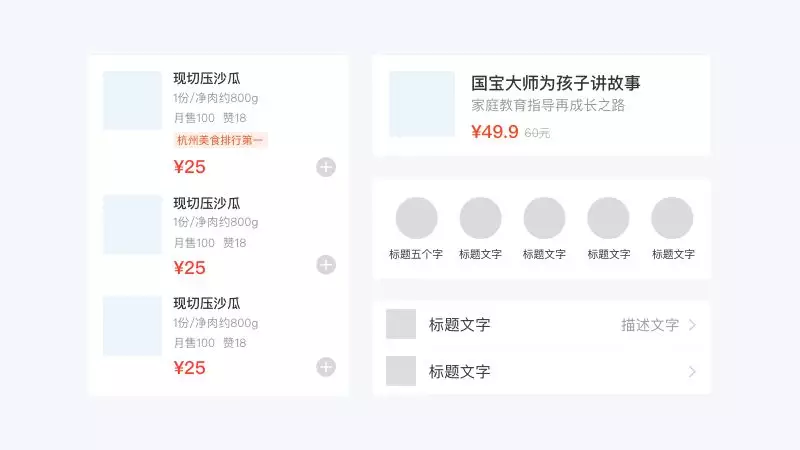 现切压沙瓜
1份/净肉约800g
月售100 赞18
杭州美食排行第一
¥25
现切压沙瓜
1份/净肉约800g
月售100 赞18
¥25
现切压沙瓜
1份/净肉约800g
月售100 赞18
¥25
国宝大师为孩子讲故事
家庭教育指导再成长之路
¥49.9 60元
标题五个字 标题文字 标题文字 标题文字 标题文字
标题文字 描述文字
标题文字